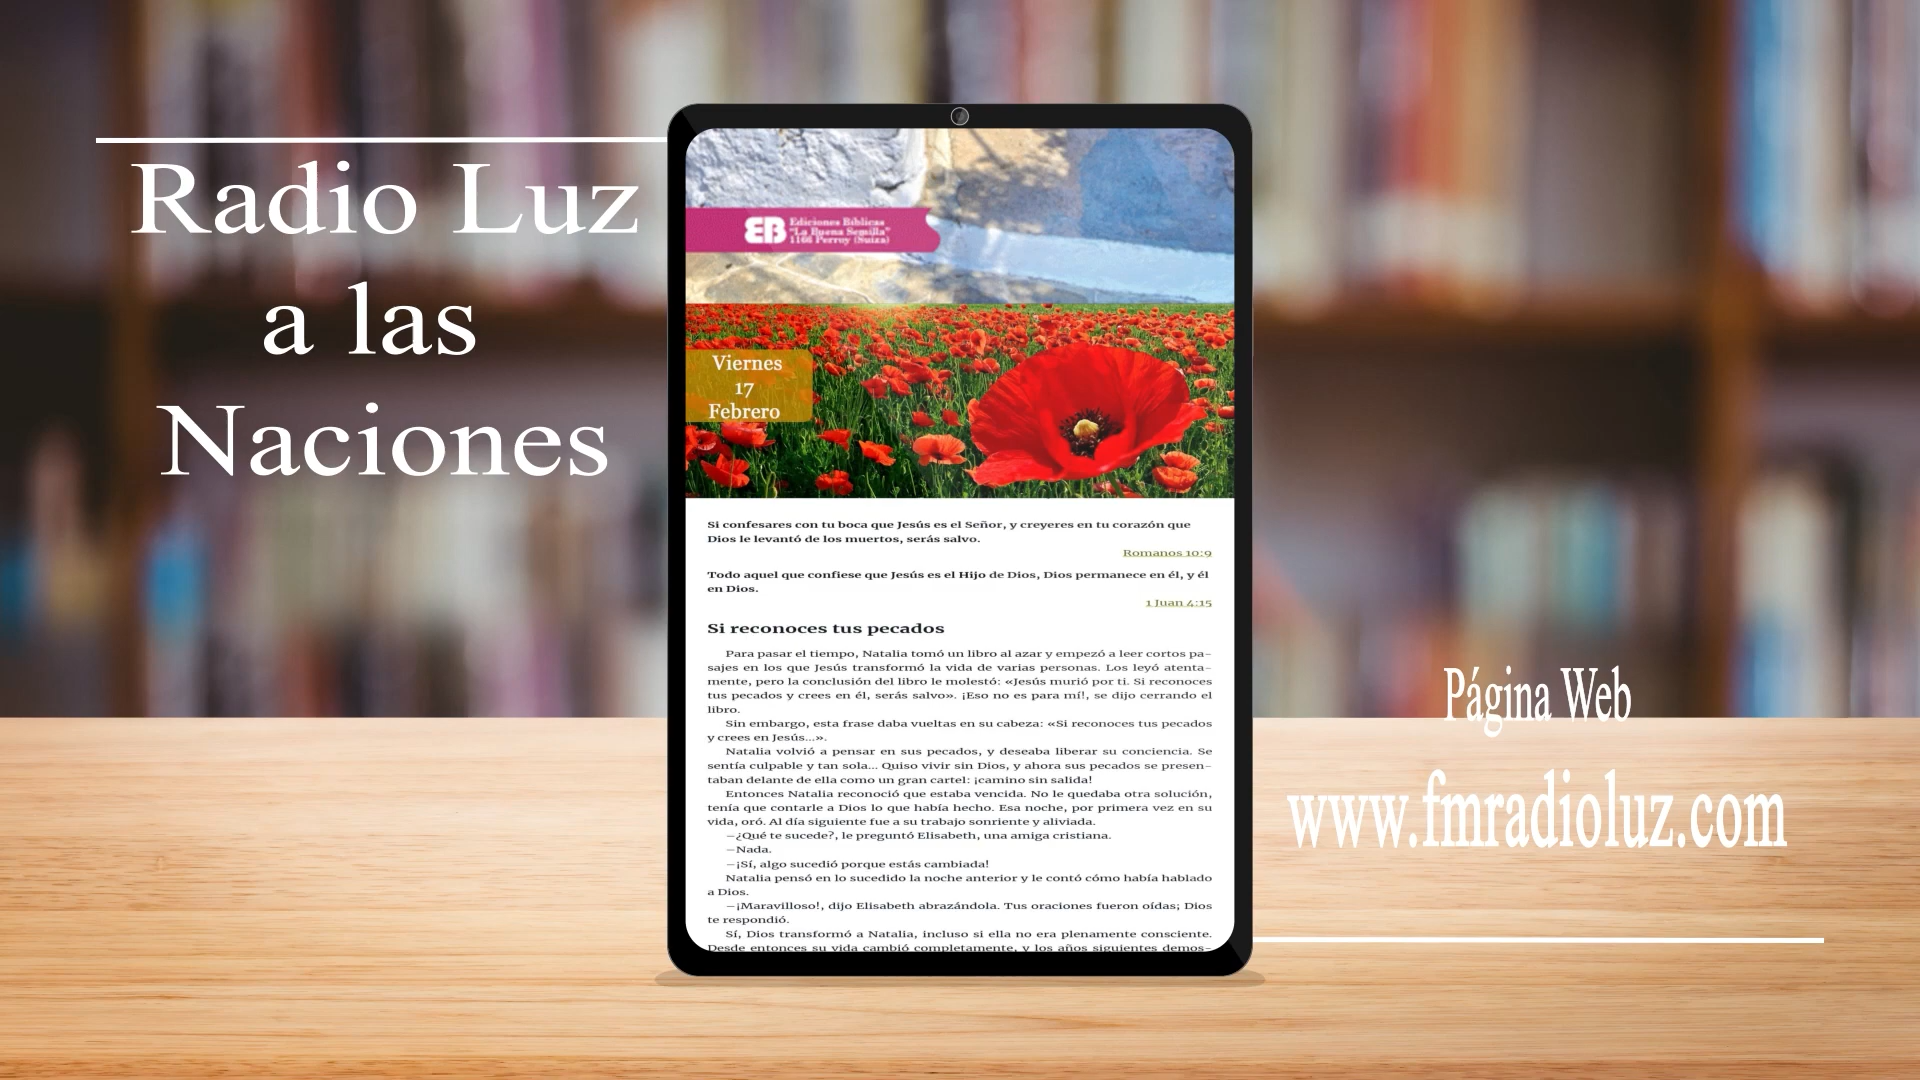 Radio Luz
a las
Naciones
Ediciones Bíblicas
"La Buena Semilla"
1166 Perroy (Suiza)
EB
Viernes
17
Febrero
Si confesares con tu boca que Jesús es el Señor, y creyeres en tu corazón que
Dios le levantó de los muertos, serás salvo.
Romanos 10:9
Todo aquel que confiese que Jesús es el Hijo de Dios, Dios permanece en él, y él
en Dios.
1 Juan 4:15
Si reconoces tus pecados
Para pasar el tiempo, Natalia tomó un libro al azar y empezó a leer cortos pa-
sajes en los que Jesús transformó la vida de varias personas. Los leyó atenta-
mente, pero la conclusión del libro le molestó: «Jesús murió por ti. Si reconoces
tus pecados y crees en él, serás salvo». ¡Eso no es para mí!, se dijo cerrando el
libro.
Sin embargo, esta frase daba vueltas en su cabeza: «Si reconoces tus pecados
y crees en Jesús...».
Natalia volvió a pensar en sus pecados, y deseaba liberar su conciencia. Se
sentía culpable y tan sola... Quiso vivir sin Dios, y ahora sus pecados se presen-
taban delante de ella como un gran cartel: ¡camino sin salida!
Entonces Natalia reconoció que estaba vencida. No le quedaba otra solución,
tenía que contarle a Dios lo que había hecho. Esa noche, por primera vez en su
vida, oró. Al día siguiente fue a su trabajo sonriente y aliviada.
–¿Qué te sucede?, le preguntó Elisabeth, una amiga cristiana.
–Nada.
–¡Sí, algo sucedió porque estás cambiada!
Natalia pensó en lo sucedido la noche anterior y le contó cómo había hablado
a Dios.
–¡Maravilloso!, dijo Elisabeth abrazándola. Tus oraciones fueron oídas; Dios
te respondió.
Sí, Dios transformó a Natalia, incluso si ella no era plenamente consciente.
Desde entonces su vida cambió completamente, y los años siguientes demos-
Página Web
www.fmradioluz.com